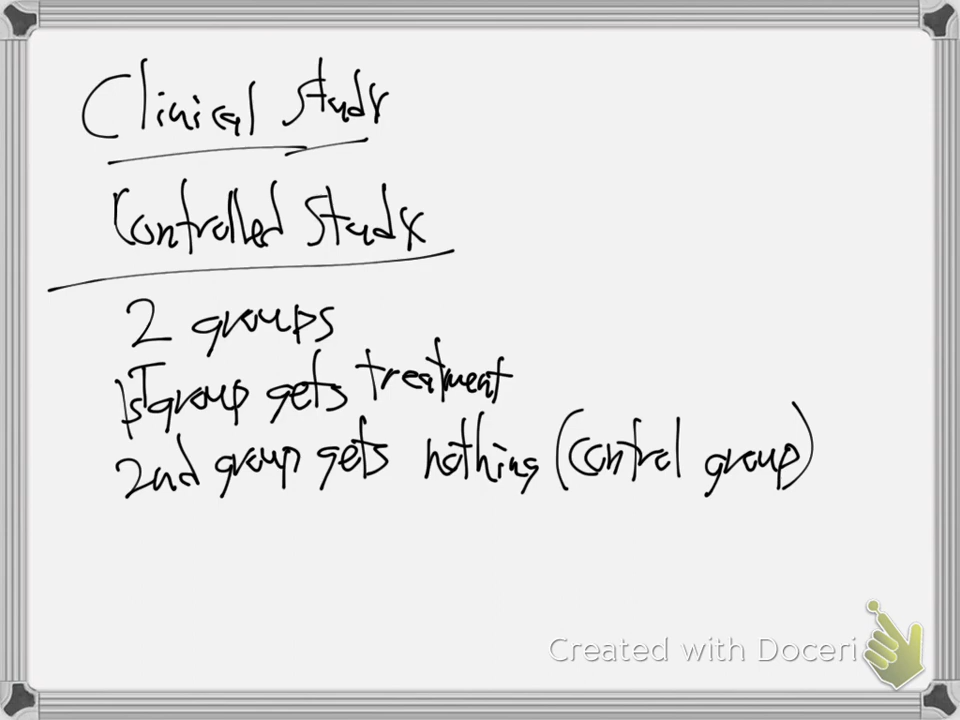 Clinical Study
Controlled Study
2 groups
1st group gets treatment
2nd group gets nothing (control group)
Created with Doceri